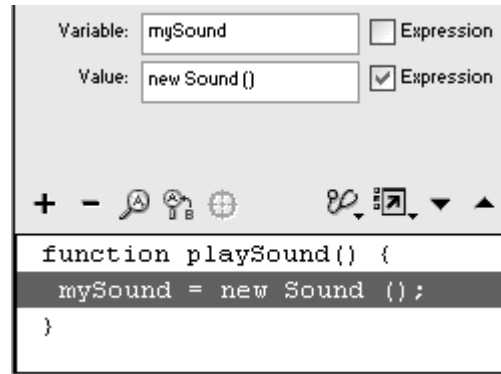 Variable: mySound Expression
Value: new Sound () Expression
function playSound() {
mySound = new Sound ();
}